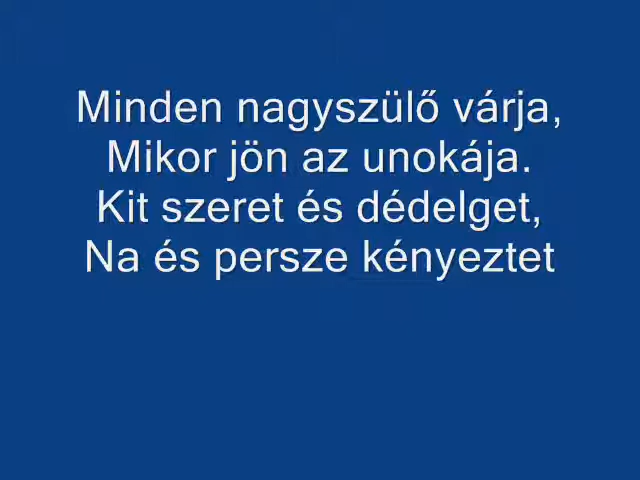 Minden nagyszülő várja,
Mikor jön az unokája.
Kit szeret és dédelget,
Na és persze kényeztet